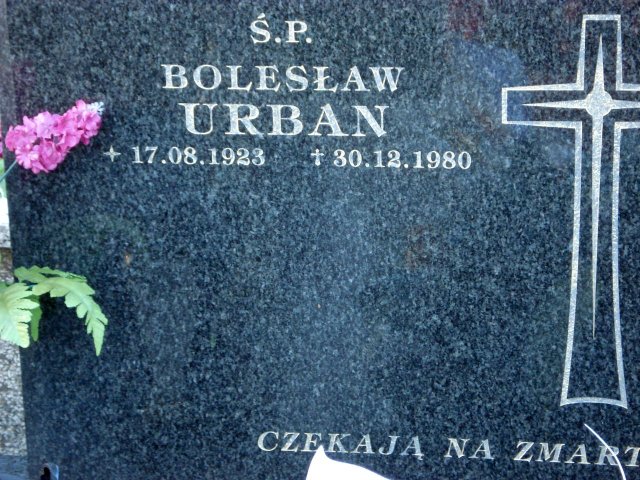 Ś.P.
BOLESŁAW
URBAN
+ 17.08.1923 † 30.12.1980
CZEKAJĄ NA ZMART